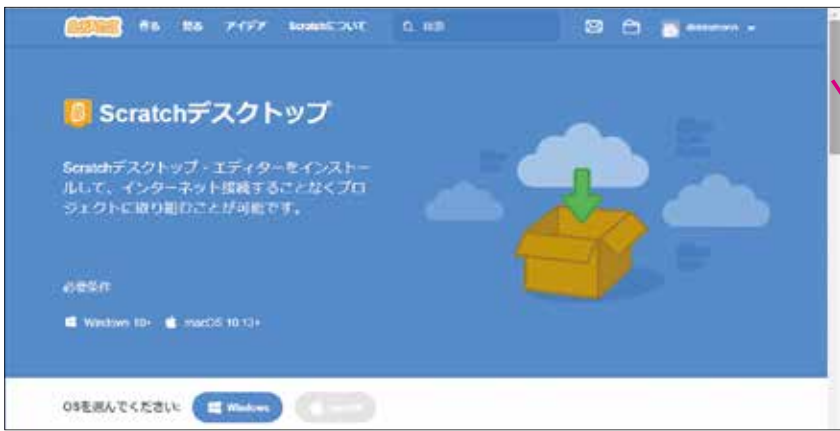 SCRATCH 作る 見る アイデア Scratchについて 検索
Scratchデスクトップ
Scratchデスクトップ・エディターをインストー
ルして、インターネット接続することなくプロ
ジェクトに取り組むことが可能です。
必要条件
Windows 10+ macOS 10.13+
OSを選んでください: Windows macOS